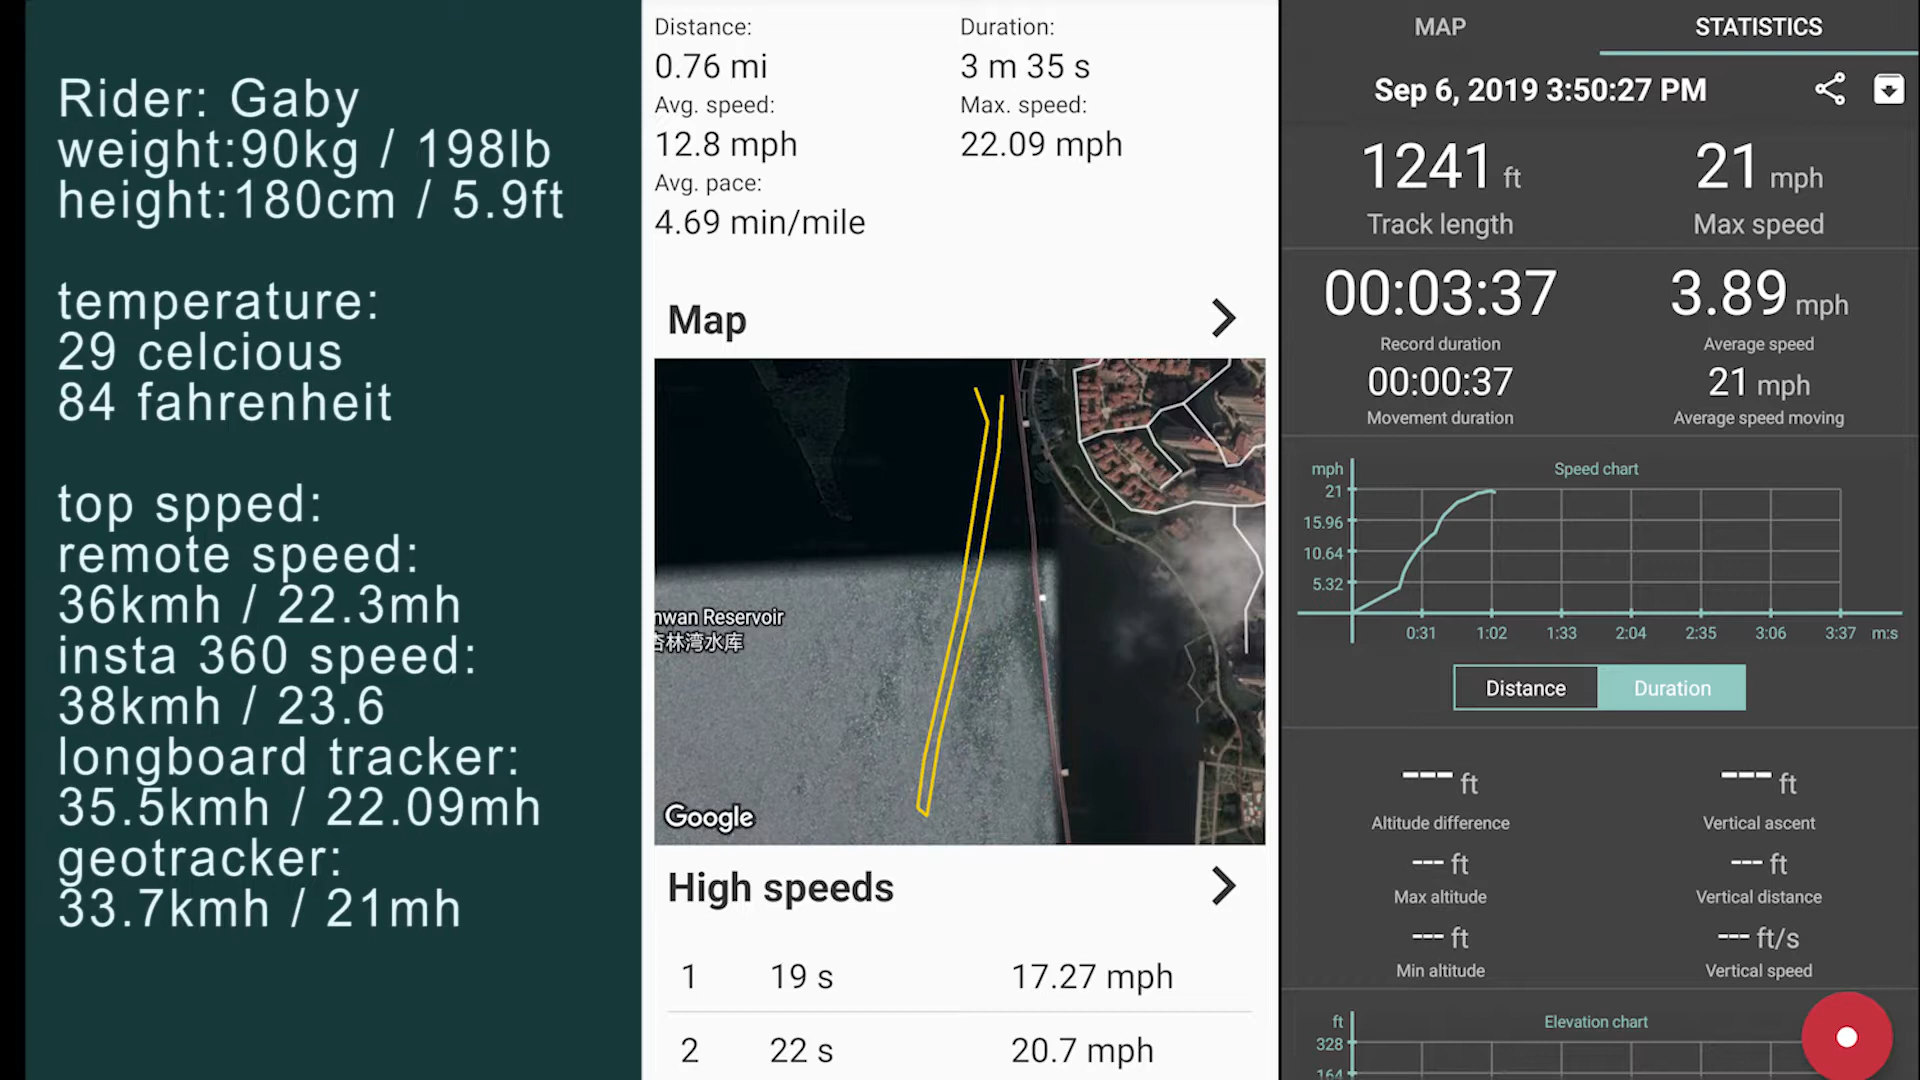 Rider: Gaby
weight:90kg / 198lb
height:180cm / 5.9ft
temperature:
29 celcious
84 fahrenheit
top spped:
remote speed:
36kmh / 22.3mh
insta 360 speed:
38kmh / 23.6
longboard tracker:
35.5kmh / 22.09mh
geotracker:
33.7kmh / 21mh
Distance: Duration:
0.76 mi 3 m 35 s
Avg. speed: Max. speed:
12.8 mph 22.09 mph
Avg. pace:
4.69 min/mile
Map
nwan Reservoir
杏林湾水库
Google
High speeds
1 19 s 17.27 mph
2 22 s 20.7 mph
MAP STATISTICS
Sep 6, 2019 3:50:27 PM
1241 ft 21 mph
Track length Max speed
00:03:37 3.89 mph
Record duration Average speed
00:00:37 21 mph
Movement duration Average speed moving
mph Speed chart
21
15.96
10.64
5.32
0:31 1:02 1:33 2:04 2:35 3:06 3:37 m:s
Distance Duration
--- ft --- ft
Altitude difference Vertical ascent
--- ft --- ft
Max altitude Vertical distance
--- ft --- ft/s
Min altitude Vertical speed
ft Elevation chart
328
164